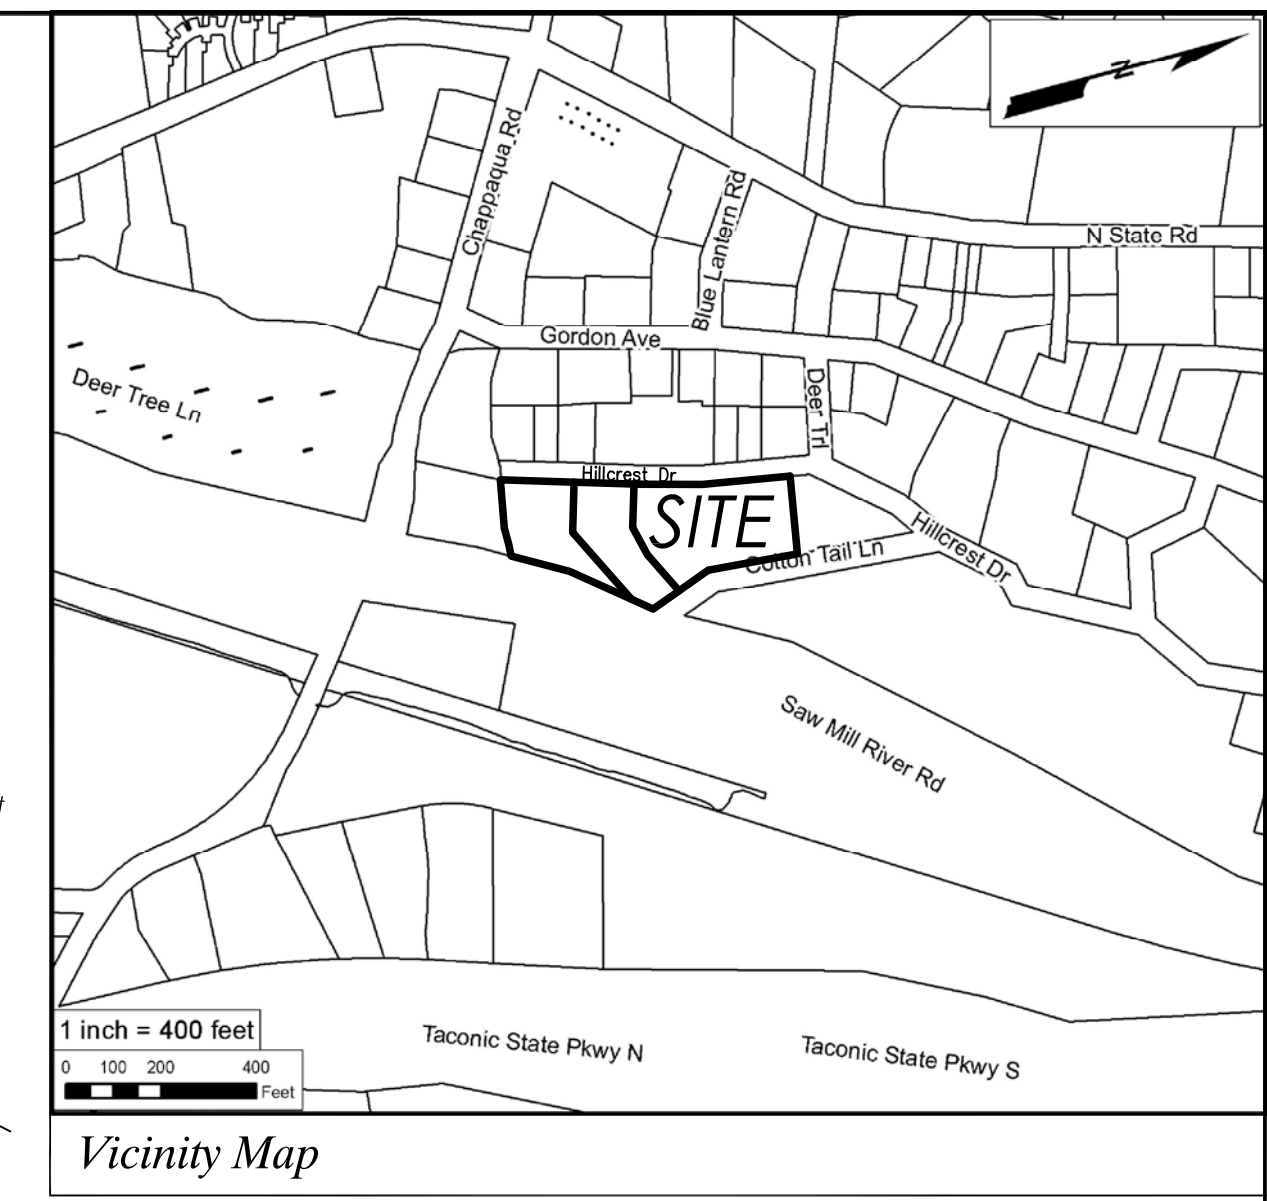 N
Chappaqua Rd
Blue Lantern Rd
N State Rd
Gordon Ave
Deer Tree Ln
Deer Trl
Hillcrest Dr
SITE
Hillcrest Dr
Cotton Tail Ln
Saw Mill River Rd
t
1 inch = 400 feet
Taconic State Pkwy N
Taconic State Pkwy S
0 100 200 400
Feet
Vicinity Map